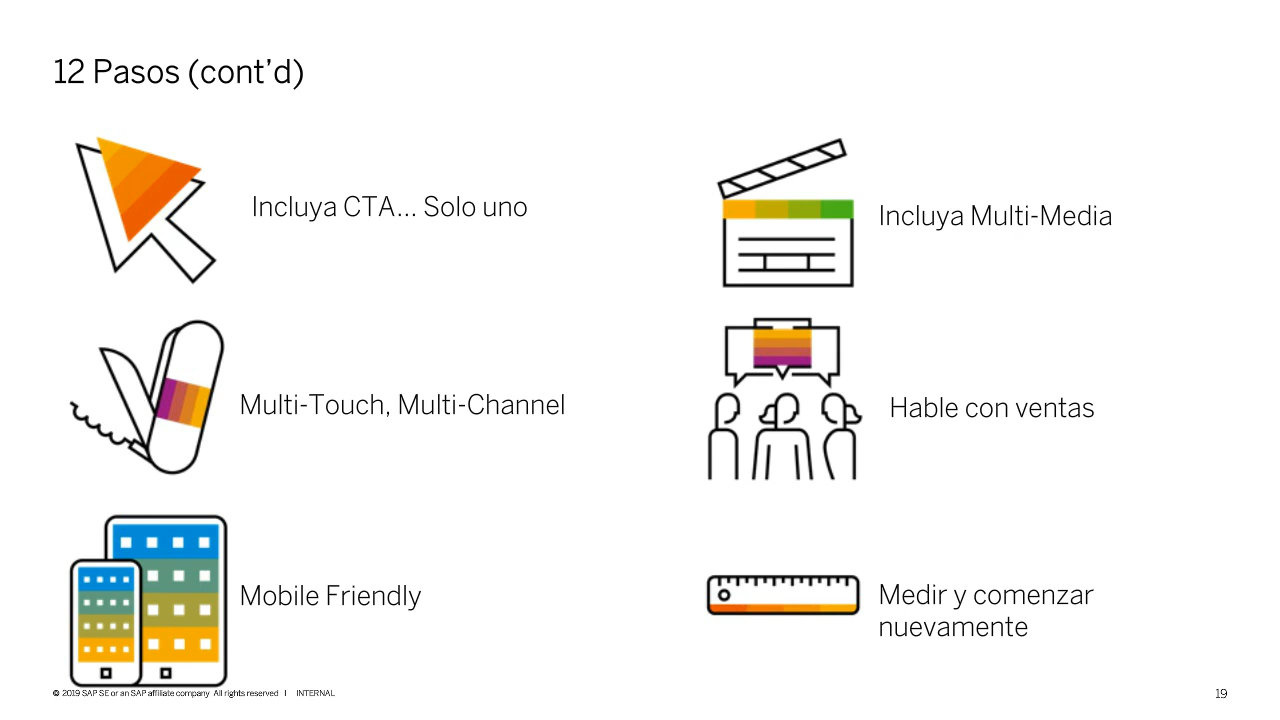 12 Pasos (cont’d)
Incluya CTA... Solo uno
Incluya Multi-Media
Multi-Touch, Multi-Channel
Hable con ventas
Mobile Friendly
Medir y comenzar
nuevamente
© 2019 SAP SE or an SAP affiliate company All rights reserved I INTERNAL
19